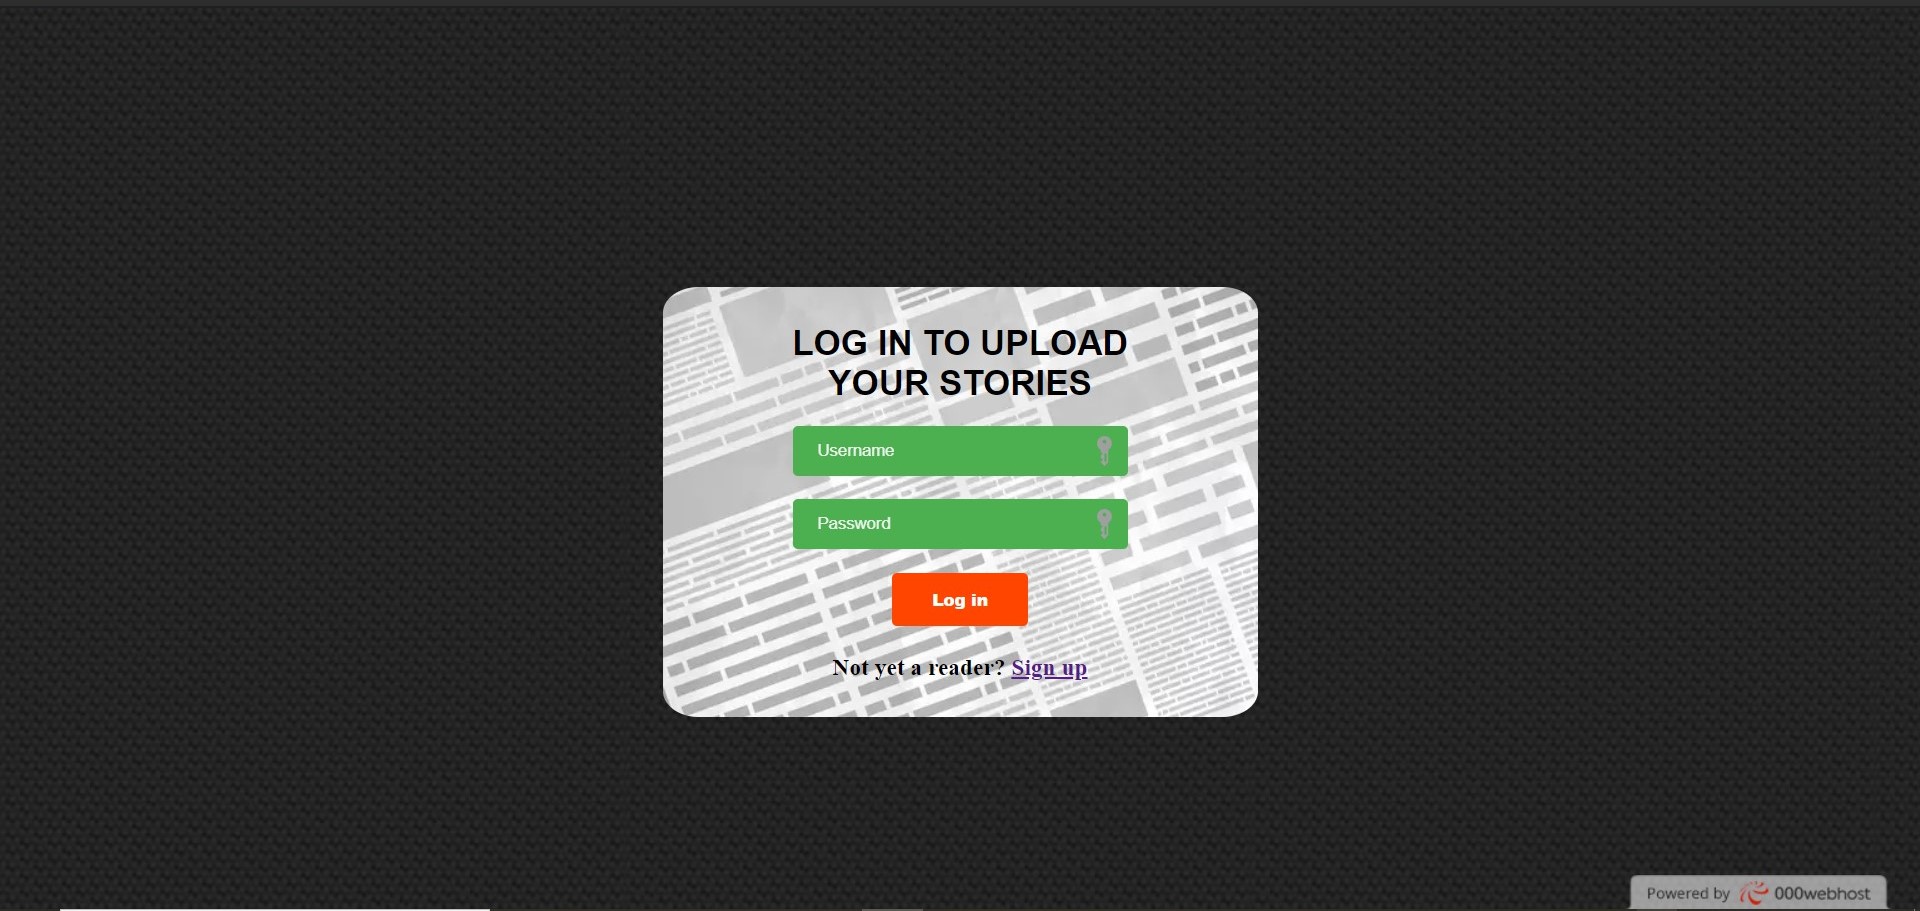 LOG IN TO UPLOAD
YOUR STORIES
Username
Password
Log in
Not yet a reader? Sign up
Powered by 000webhost